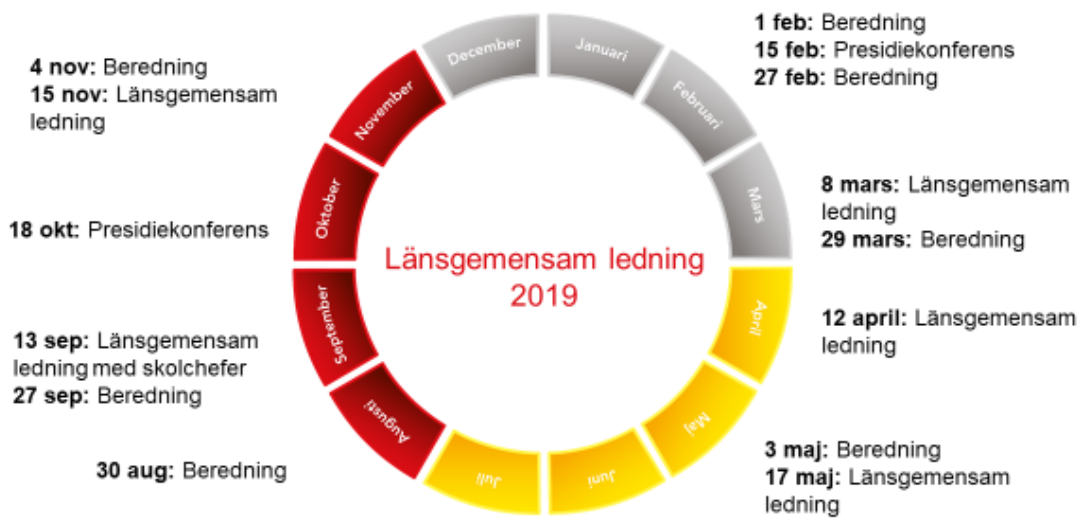 December
Januari
Februari
Mars
April
Maj
Juni
Juli
Augusti
September
Oktober
November
Länsgemensam ledning
2019
1 feb: Beredning
15 feb: Presidiekonferens
27 feb: Beredning
8 mars: Länsgemensam
ledning
29 mars: Beredning
12 april: Länsgemensam
ledning
3 maj: Beredning
17 maj: Länsgemensam
ledning
30 aug: Beredning
13 sep: Länsgemensam
ledning med skolchefer
27 sep: Beredning
18 okt: Presidiekonferens
4 nov: Beredning
15 nov: Länsgemensam
ledning